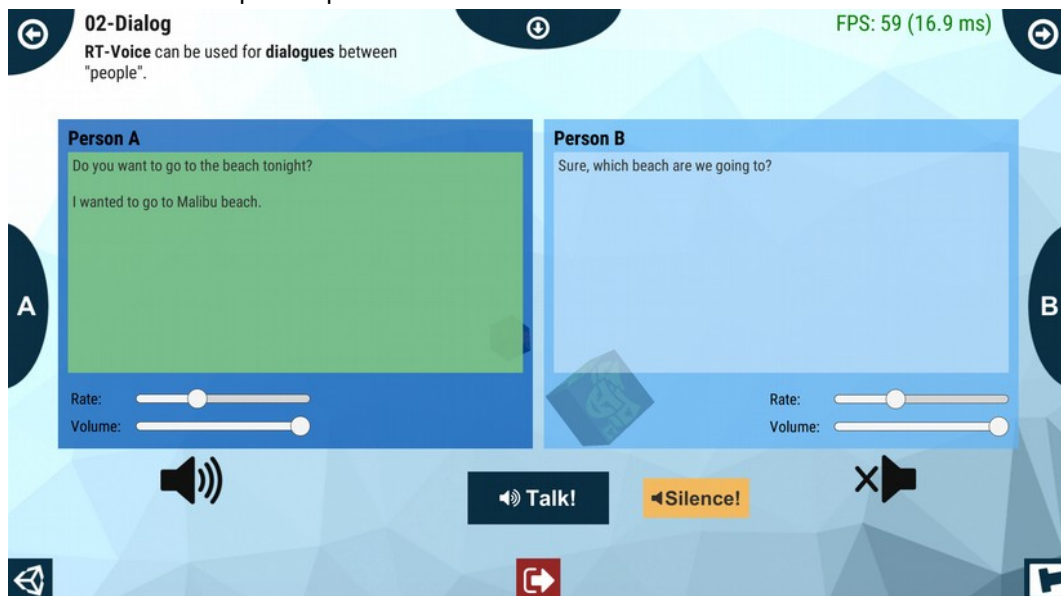 02-Dialog
RT-Voice can be used for dialogues between
"people".
FPS: 59 (16.9 ms)
Person A
Do you want to go to the beach tonight?
I wanted to go to Malibu beach.
Rate:
Volume:
Person B
Sure, which beach are we going to?
Rate:
Volume:
A
B
Talk!
Silence!